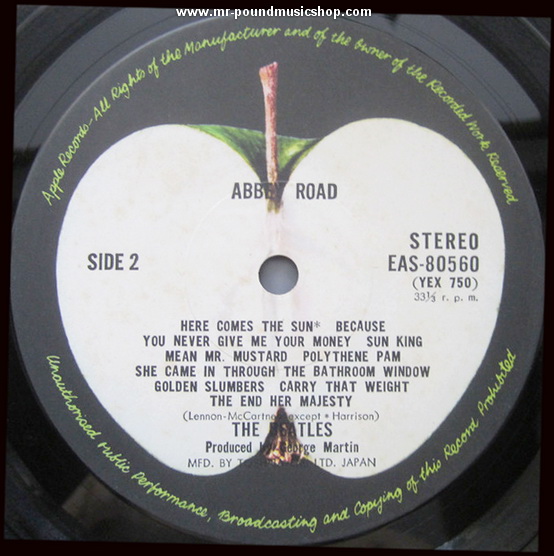 www.mr-poundmusicshop.com
Apple Records-All Rights of the Manufacturer and of the Owner of the Recorded Work Reserved
ABBEY ROAD
SIDE 2
STEREO
EAS-80560
(YEX 750)
33⅓ r. p. m.
HERE COMES THE SUN* BECAUSE
YOU NEVER GIVE ME YOUR MONEY SUN KING
MEAN MR. MUSTARD POLYTHENE PAM
SHE CAME IN THROUGH THE BATHROOM WINDOW
GOLDEN SLUMBERS CARRY THAT WEIGHT
THE END HER MAJESTY
(Lennon-McCartney except * Harrison)
THE BEATLES
Produced by George Martin
MFD. BY LTD. JAPAN
Unauthorised Public Performance, Broadcasting and Copying of this Record Prohibited